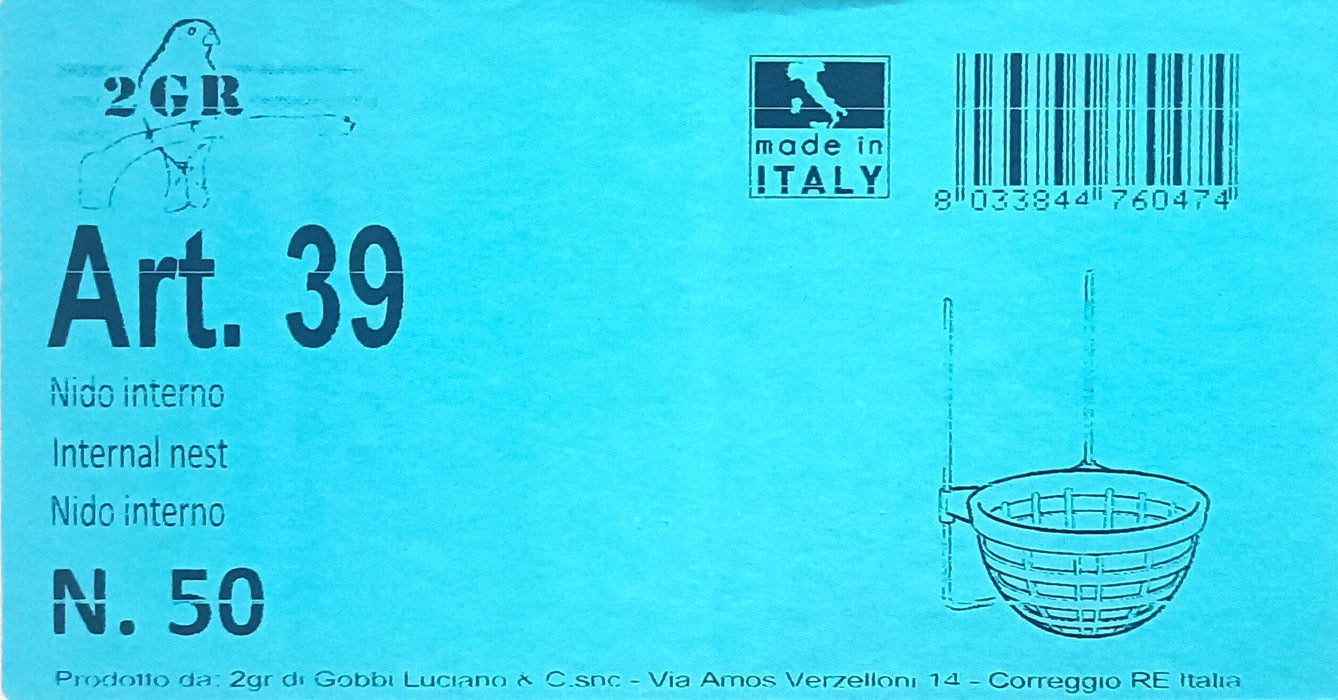 2GR
made in
ITALY
8 033844 760474
Art. 39
Nido interno
Internal nest
Nido interno
N. 50
Prodotto da: 2gr di Gobbi Luciano & C.snc - Via Amos Verzelloni 14 - Correggio RE Italia